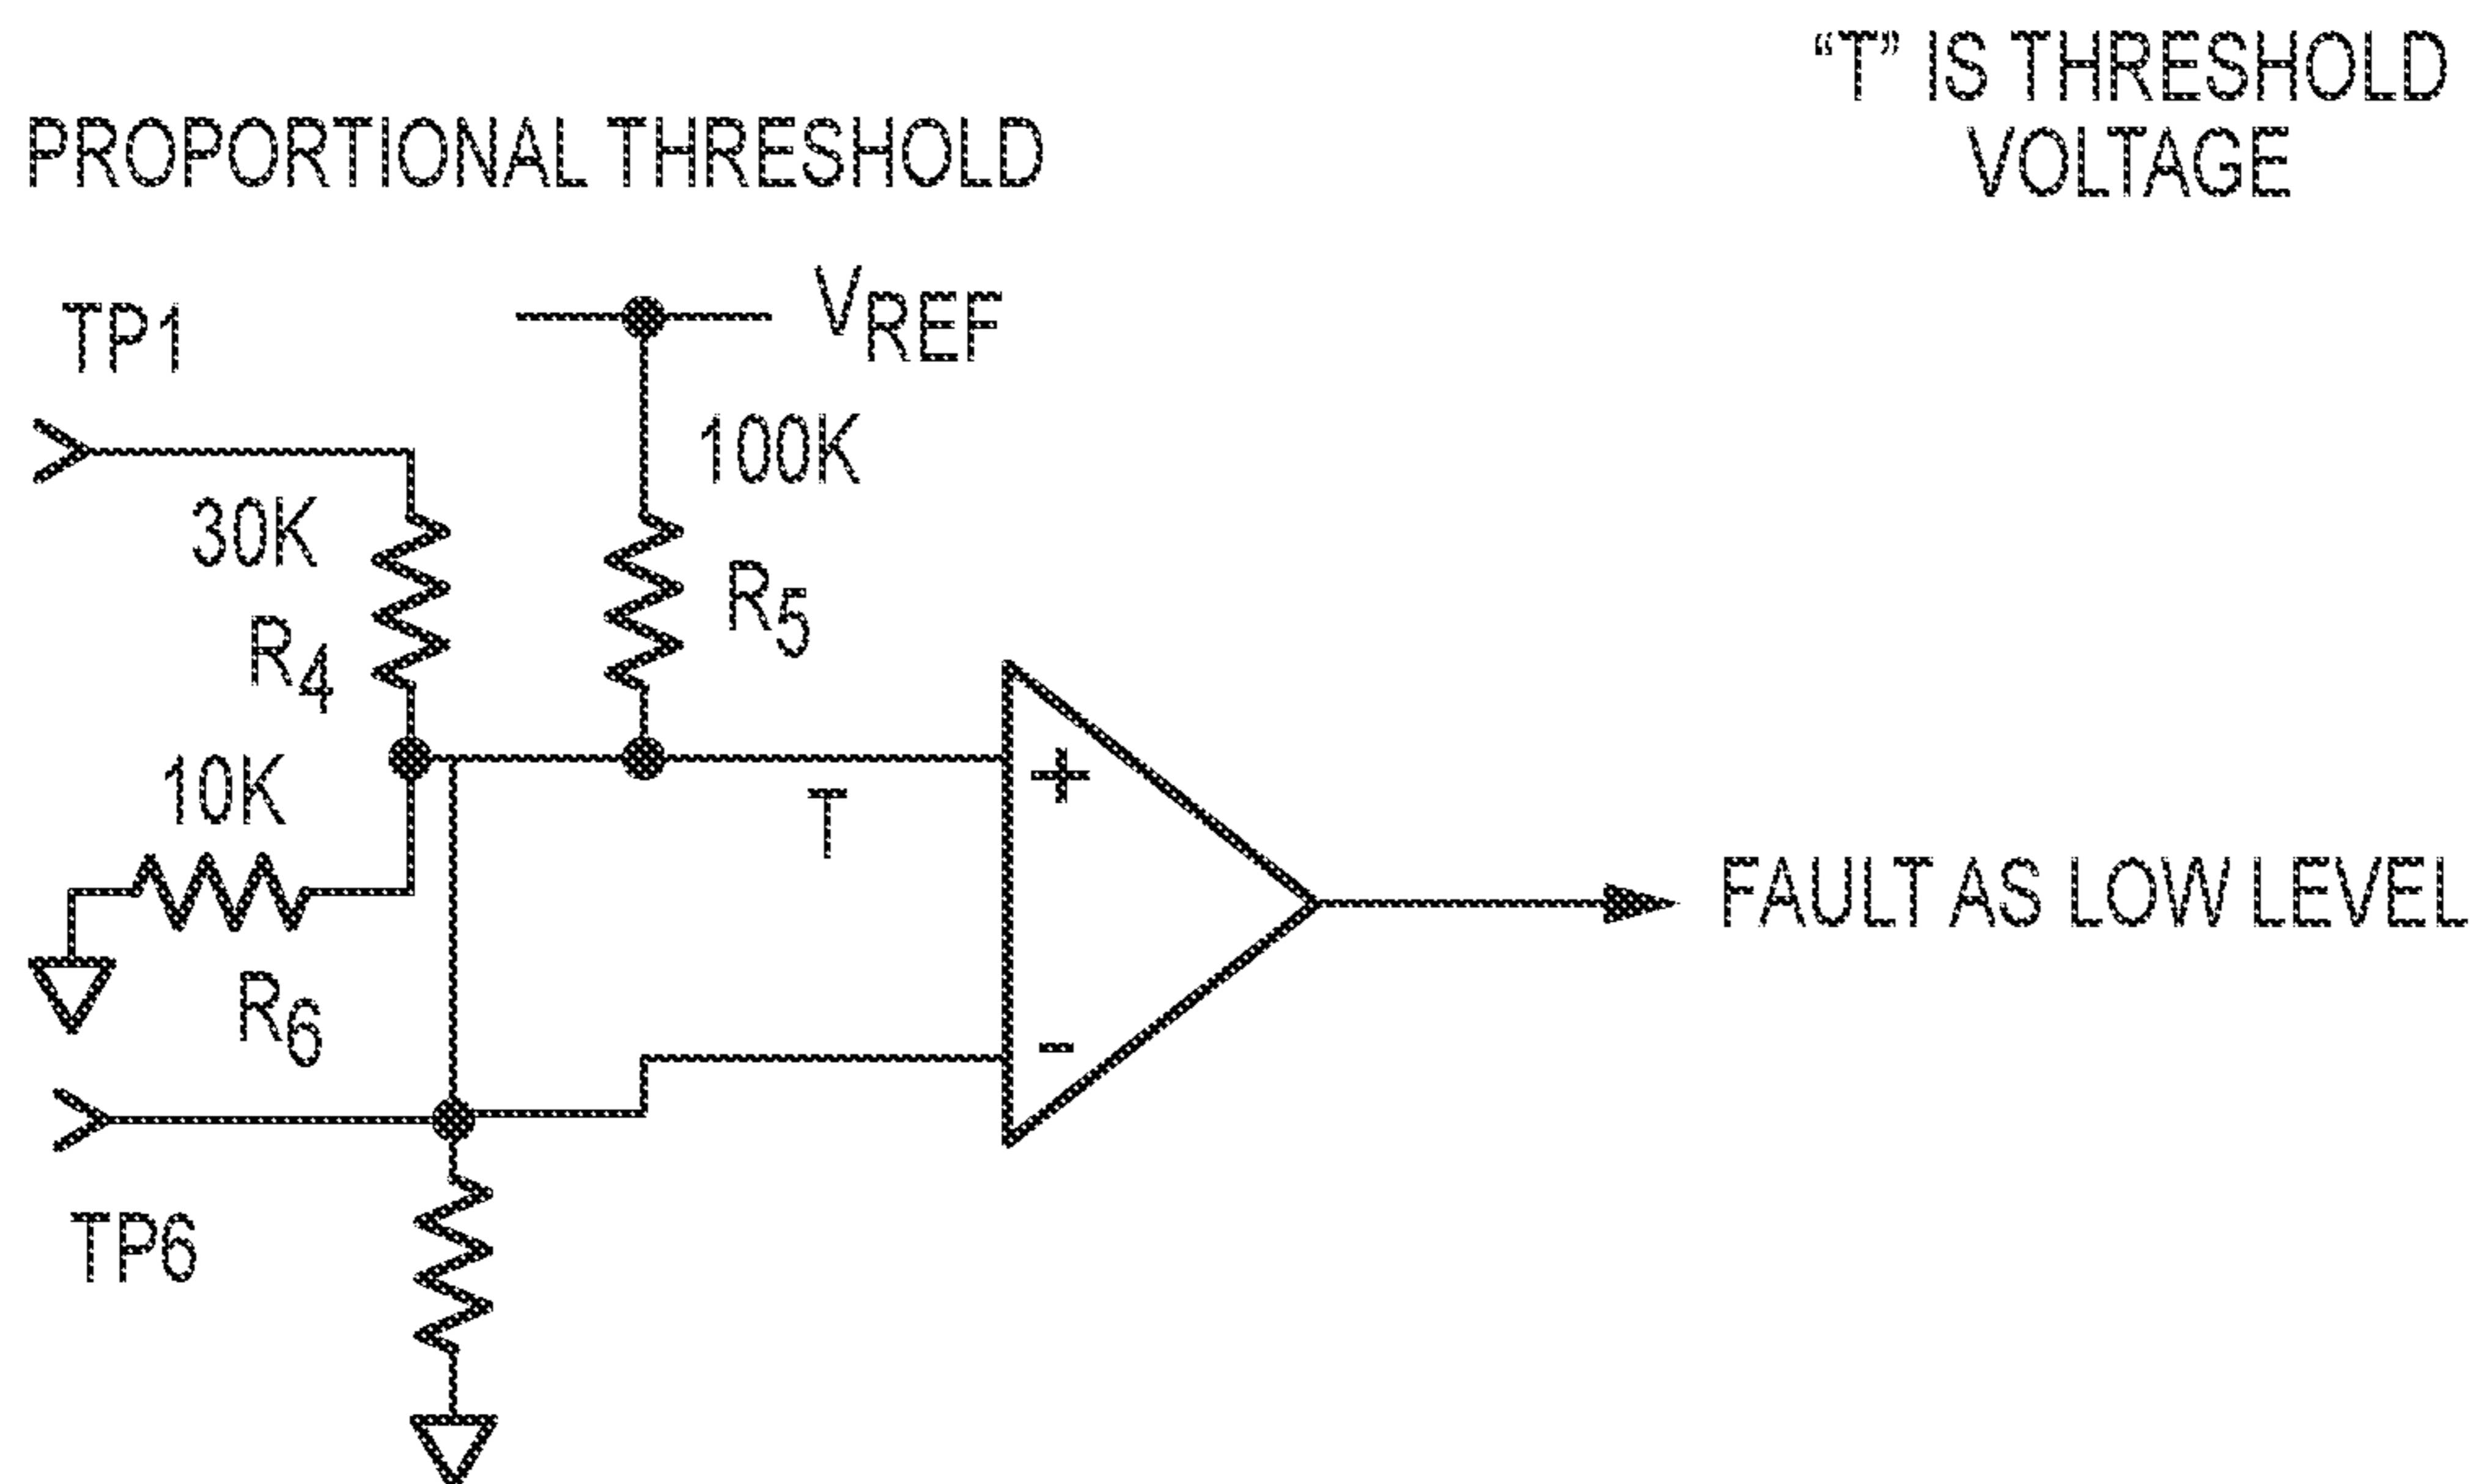 “T” IS THRESHOLD
VOLTAGE
PROPORTIONAL THRESHOLD
VREF
TP1
100K
30K
R5
R4
10K
+
T
FAULT AS LOW LEVEL
R6
-
TP6